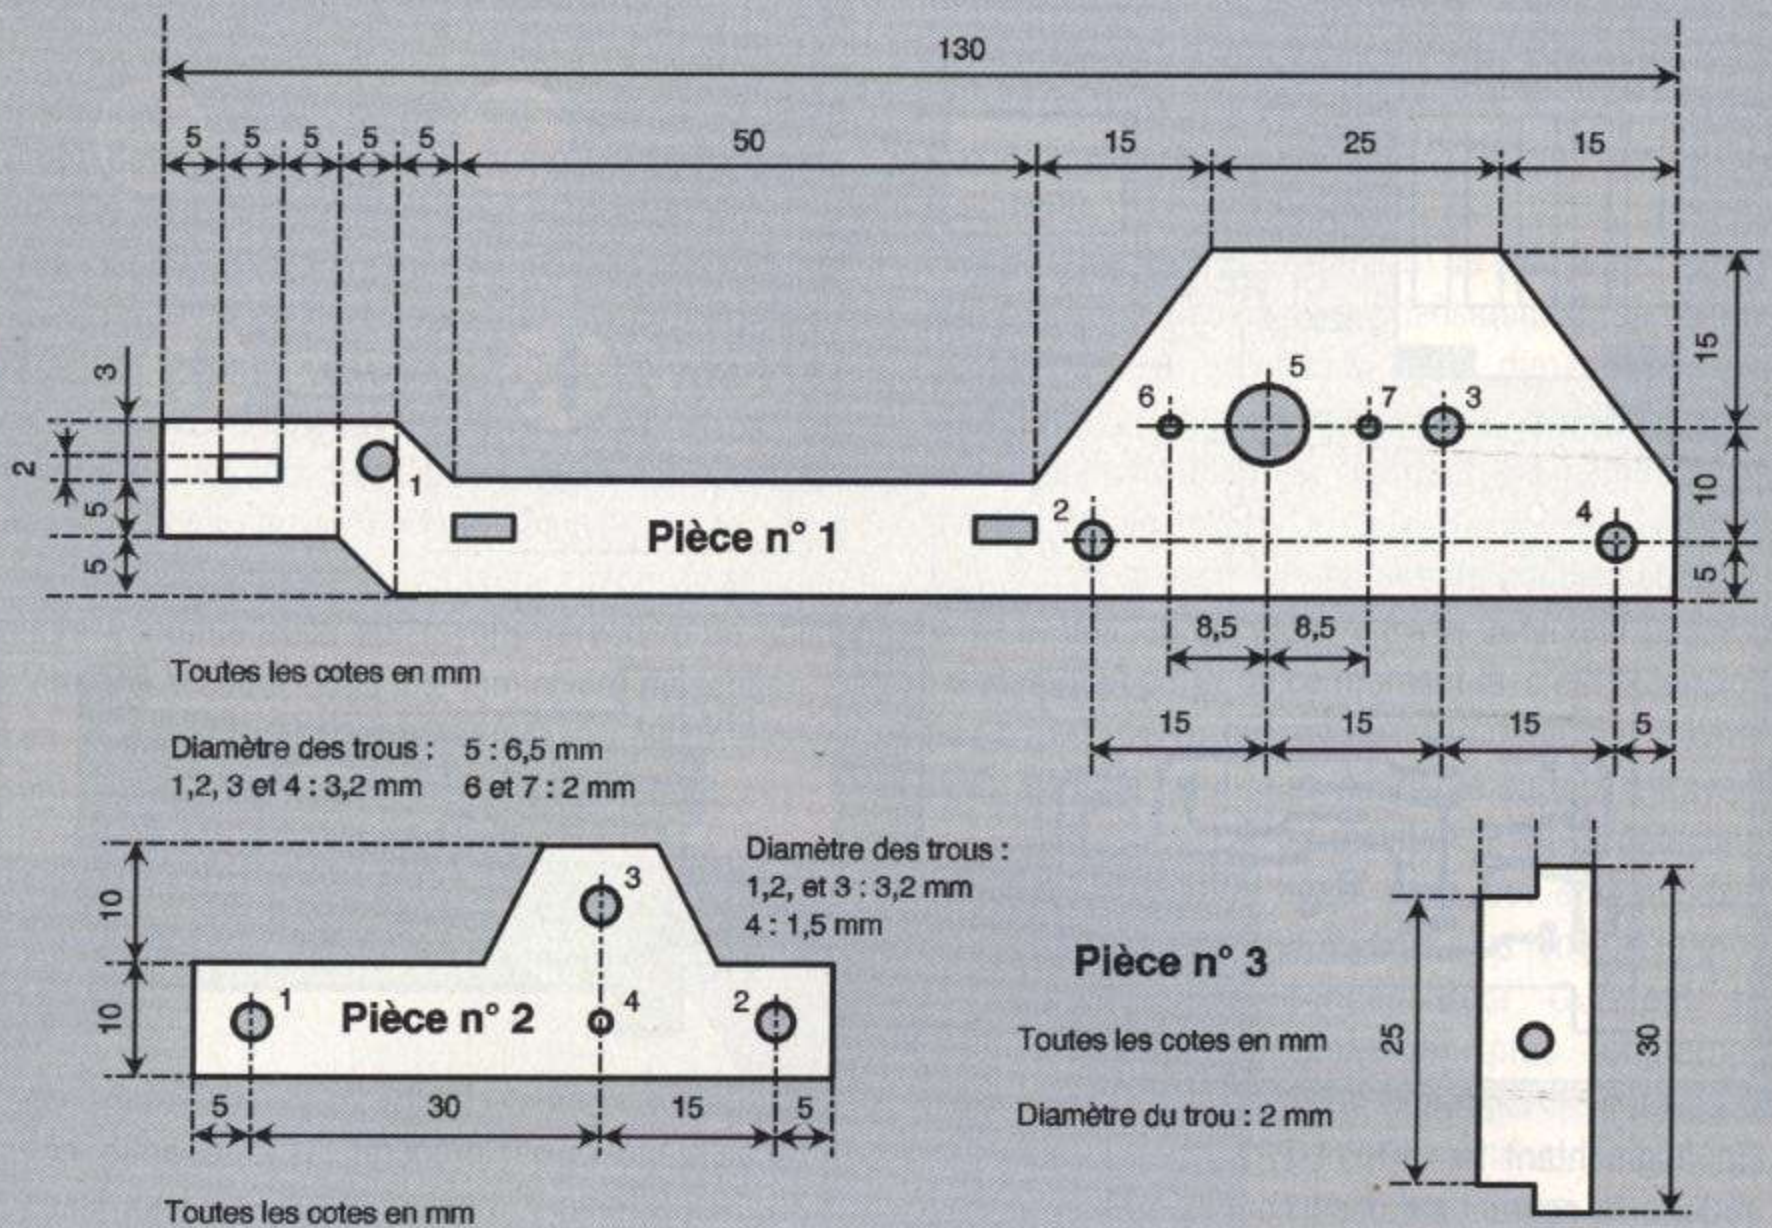 130
5 5 5 5 5 50 15 25 15
3
2
5
5
15
10
5
6 5 7 3
1
2 4
Pièce n° 1
8,5 8,5
15 15 15 5
Toutes les cotes en mm
Diamètre des trous : 5 : 6,5 mm
1,2, 3 et 4 : 3,2 mm 6 et 7 : 2 mm
10
10
3
1 4 2
Pièce n° 2
5 30 15 5
Toutes les cotes en mm
Diamètre des trous :
1,2, et 3 : 3,2 mm
4 : 1,5 mm
Pièce n° 3
Toutes les cotes en mm
Diamètre du trou : 2 mm
25
30